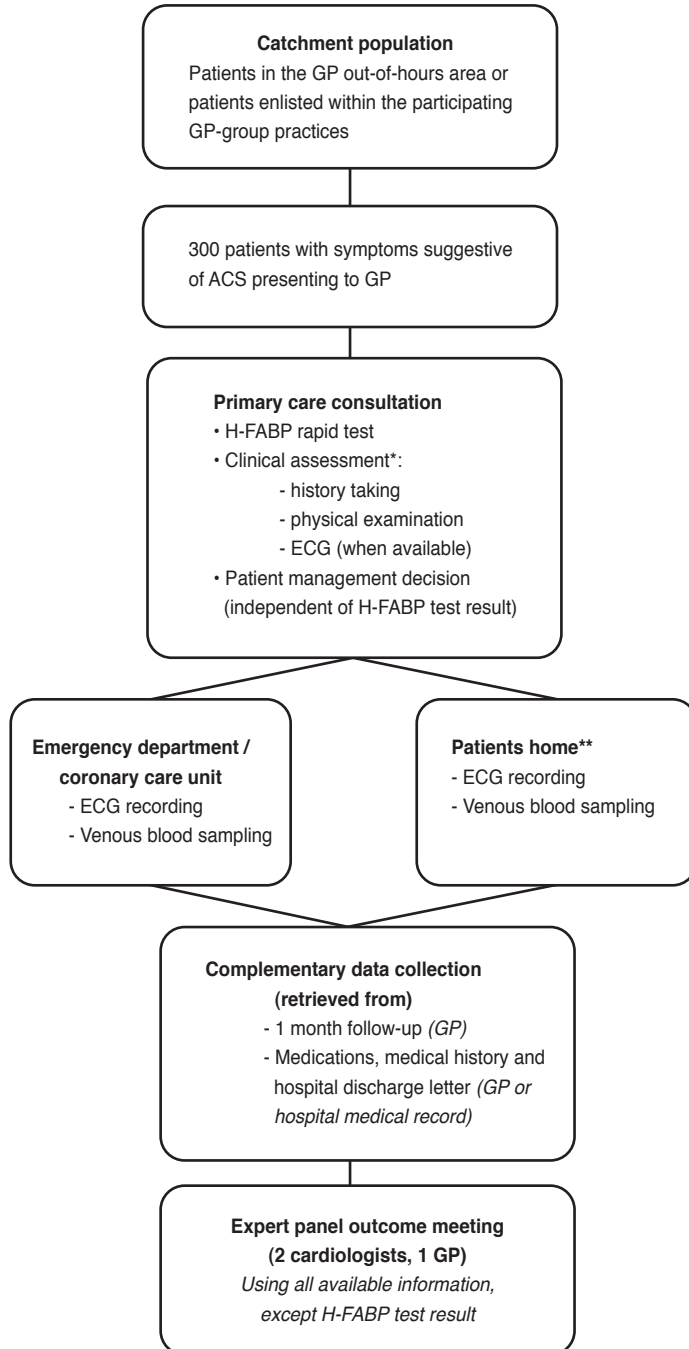 Catchment population
Patients in the GP out-of-hours area or
patients enlisted within the participating
GP-group practices
300 patients with symptoms suggestive
of ACS presenting to GP
Primary care consultation
• H-FABP rapid test
• Clinical assessment*:
- history taking
- physical examination
- ECG (when available)
• Patient management decision
(independent of H-FABP test result)
Emergency department /
coronary care unit
- ECG recording
- Venous blood sampling
Patients home**
- ECG recording
- Venous blood sampling
Complementary data collection
(retrieved from)
- 1 month follow-up (GP)
- Medications, medical history and
hospital discharge letter (GP or
hospital medical record)
Expert panel outcome meeting
(2 cardiologists, 1 GP)
Using all available information,
except H-FABP test result